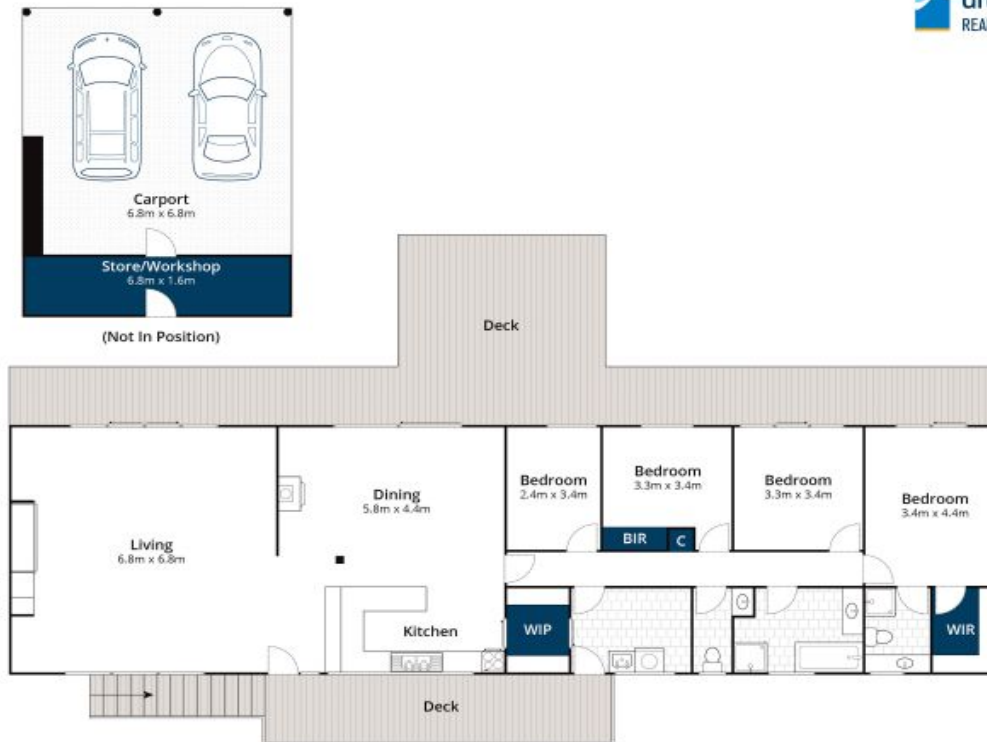 REA
Carport
6.8m x 6.8m
Store/Workshop
6.8m x 1.6m
(Not In Position)
Deck
Living
6.8m x 6.8m
Dining
5.8m x 4.4m
Kitchen
Bedroom
2.4m x 3.4m
Bedroom
3.3m x 3.4m
BIR
C
Bedroom
3.3m x 3.4m
Bedroom
3.4m x 4.4m
WIP
WIR
Deck